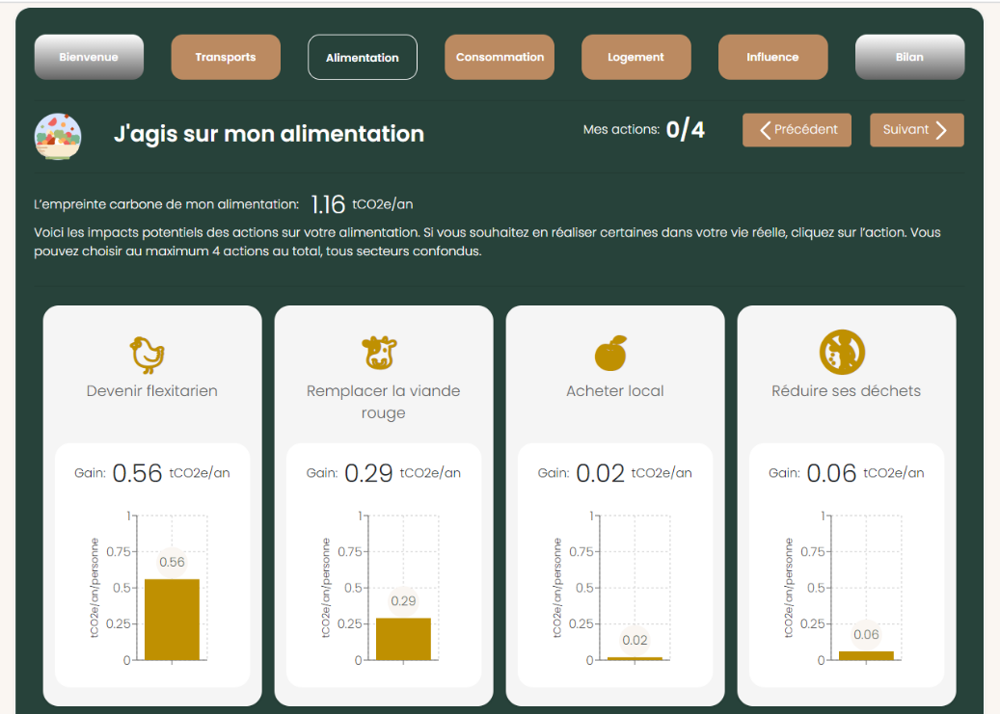 Bienvenue
Transports
Alimentation
Consommation
Logement
Influence
Bilan
J'agis sur mon alimentation
Mes actions: 0/4
Précédent
Suivant
L'empreinte carbone de mon alimentation: 1.16 tCO2e/an
Voici les impacts potentiels des actions sur votre alimentation. Si vous souhaitez en réaliser certaines dans votre vie réelle, cliquez sur l'action. Vous
pouvez choisir au maximum 4 actions au total, tous secteurs confondus.
Devenir flexitarien
Gain: 0.56 tCO2e/an
tCO2e/an/personne
1
0.75
0.5
0.25
0
0.56
Remplacer la viande
rouge
Gain: 0.29 tCO2e/an
tCO2e/an/personne
1
0.75
0.5
0.25
0
0.29
Acheter local
Gain: 0.02 tCO2e/an
tCO2e/an/personne
1
0.75
0.5
0.25
0
0.02
Réduire ses déchets
Gain: 0.06 tCO2e/an
tCO2e/an/personne
1
0.75
0.5
0.25
0
0.06